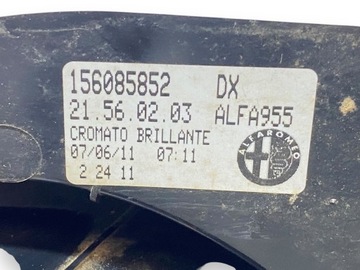 156085852 DX
21.56.02.03 ALFA955
CROMATO BRILLANTE
07/06/11 07:11
2 24 11
ALFA ROMEO